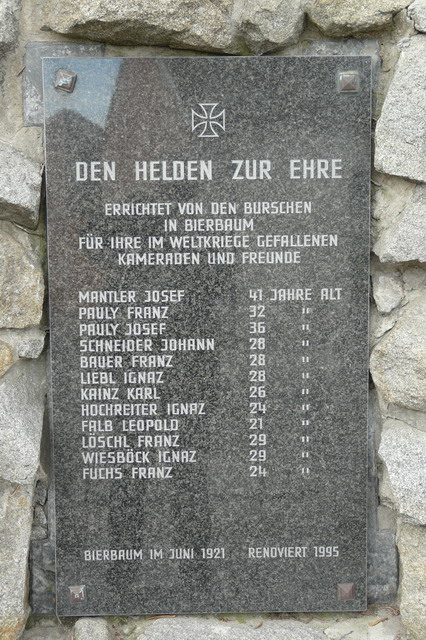 DEN HELDEN ZUR EHRE
ERRICHTET VON DEN BURSCHEN
IN BIERBAUM
FÜR IHRE IM WELTKRIEGE GEFALLENEN
KAMERADEN UND FREUNDE
MANTLER JOSEF 41 JAHRE ALT
PAULY FRANZ 32 "
PAULY JOSEF 36 "
SCHNEIDER JOHANN 28 "
BAUER FRANZ 28 "
LIEBL IGNAZ 28 "
KAINZ KARL 26 "
HOCHREITER IGNAZ 24 "
FALB LEOPOLD 21 "
LÖSCHL FRANZ 29 "
WIESBÖCK IGNAZ 29 "
FUCHS FRANZ 24 "
BIERBAUM IM JUNI 1921 RENOVIERT 1995